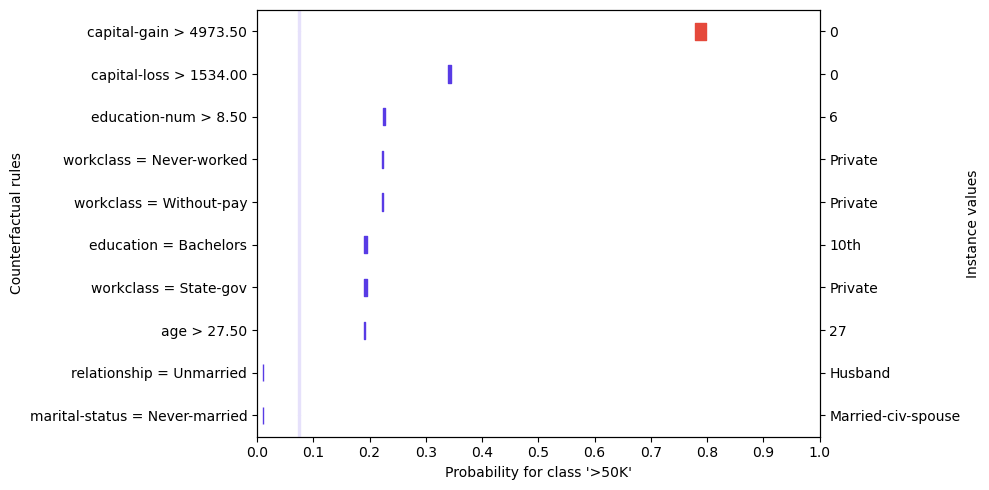 Counterfactual rules
capital-gain > 4973.50
0
capital-loss > 1534.00
0
education-num > 8.50
6
workclass = Never-worked
Private
workclass = Without-pay
Private
education = Bachelors
10th
workclass = State-gov
Private
age > 27.50
27
relationship = Unmarried
Husband
marital-status = Never-married
Married-civ-spouse
Instance values
0.0 0.1 0.2 0.3 0.4 0.5 0.6 0.7 0.8 0.9 1.0
Probability for class '>50K'